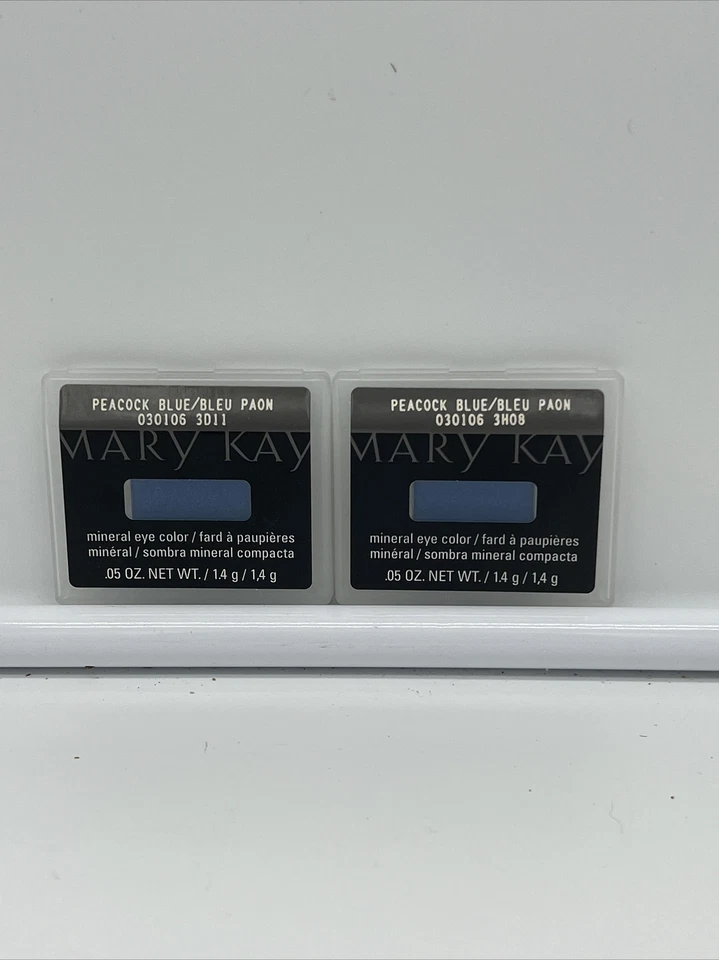 PEACOCK BLUE/BLEU PAON
030106 3D11
MARY KAY
mineral eye color / fard à paupières
minéral / sombra mineral compacta
.05 OZ. NET WT. / 1.4 g / 1,4 g
PEACOCK BLUE/BLEU PAON
030106 3H08
MARY KAY
mineral eye color / fard à paupières
minéral / sombra mineral compacta
.05 OZ. NET WT. / 1.4 g / 1,4 g